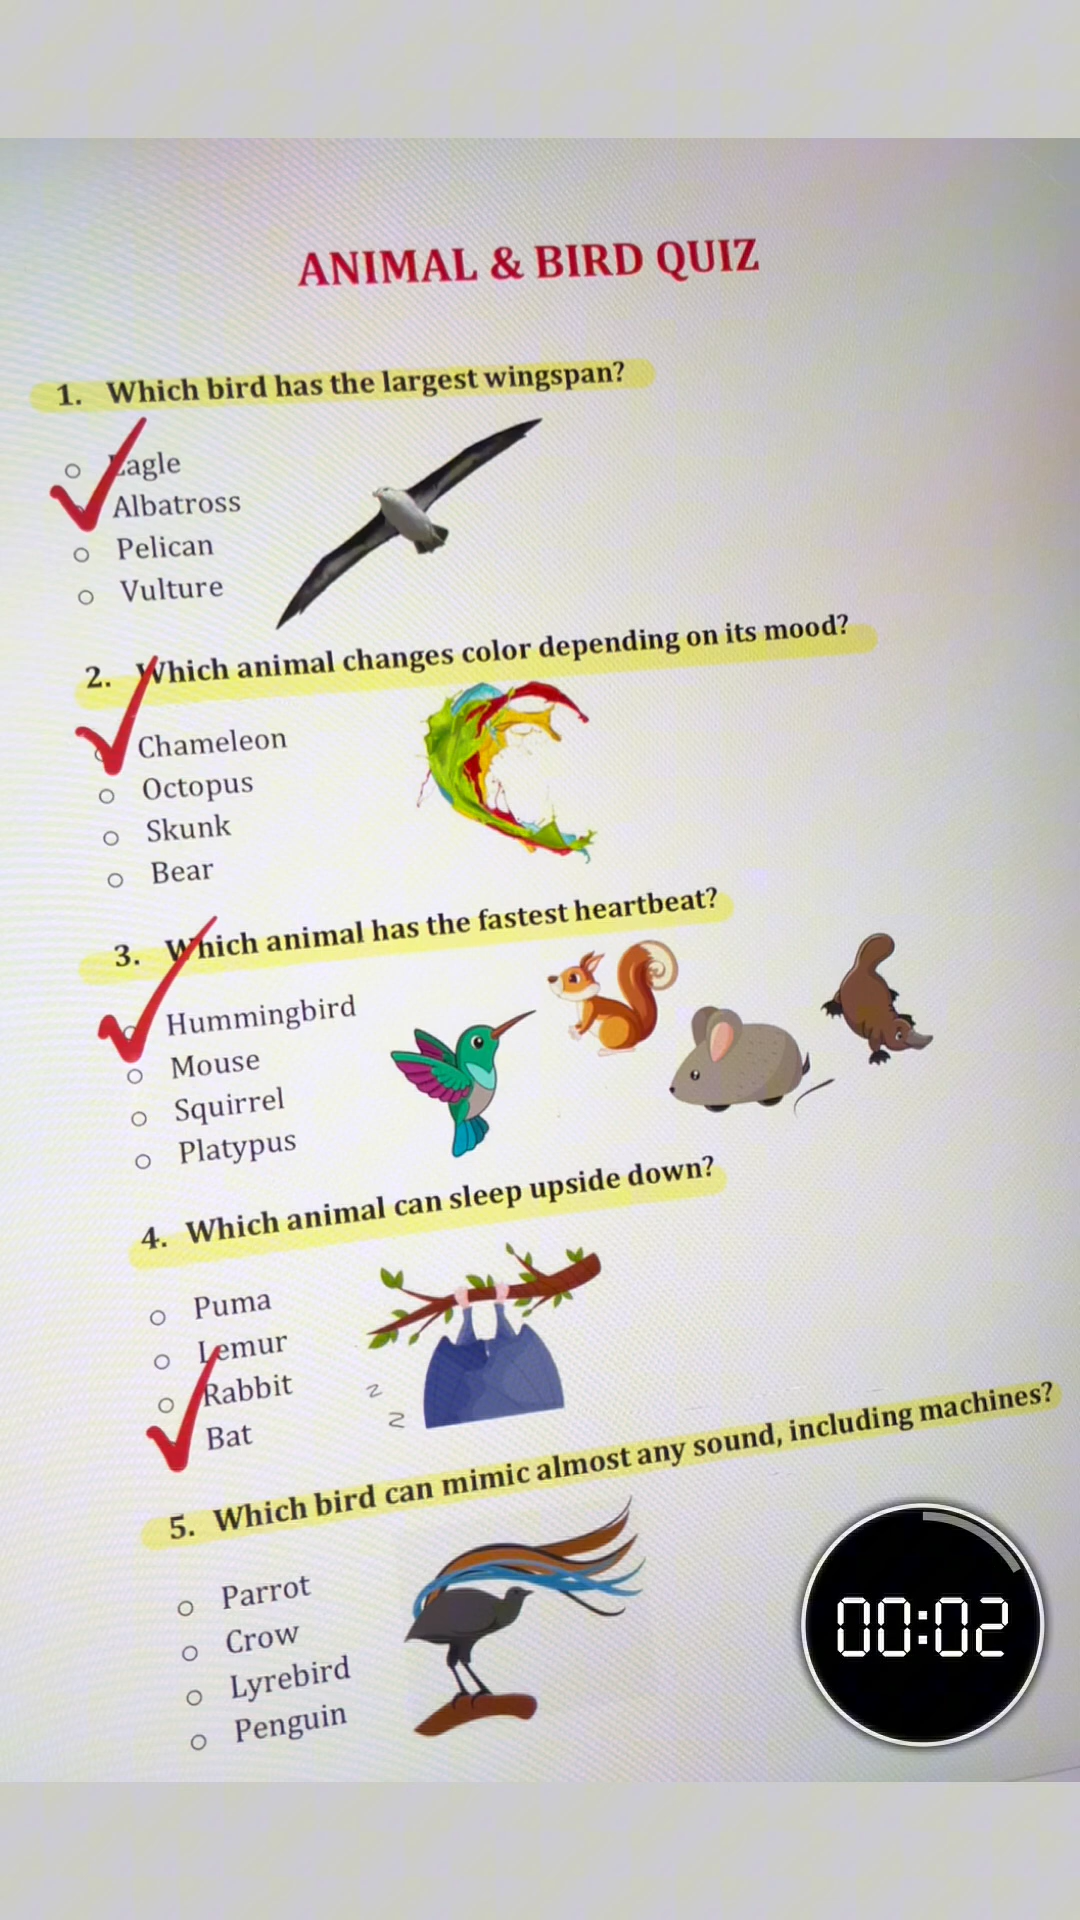 ANIMAL & BIRD QUIZ
1. Which bird has the largest wingspan?
Eagle
Albatross
Pelican
Vulture
2. Which animal changes color depending on its mood?
Chameleon
Octopus
Skunk
Bear
3. Which animal has the fastest heartbeat?
Hummingbird
Mouse
Squirrel
Platypus
4. Which animal can sleep upside down?
Puma
Lemur
Rabbit
Bat
z
z
5. Which bird can mimic almost any sound, including machines?
Parrot
Crow
Lyrebird
Penguin
00:02